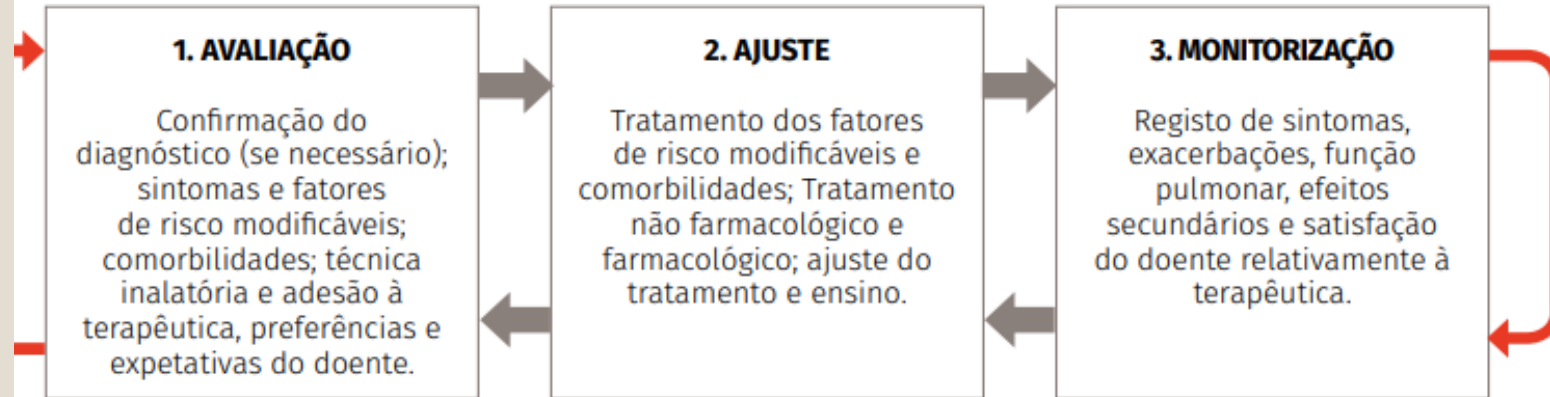 1. AVALIAÇÃO
Confirmação do
diagnóstico (se necessário);
sintomas e fatores
de risco modificáveis;
comorbilidades; técnica
inalatória e adesão à
terapêutica, preferências e
expetativas do doente.
2. AJUSTE
Tratamento dos fatores
de risco modificáveis e
comorbilidades; Tratamento
não farmacológico e
farmacológico; ajuste do
tratamento e ensino.
3. MONITORIZAÇÃO
Registo de sintomas,
exacerbações, função
pulmonar, efeitos
secundários e satisfação
do doente relativamente à
terapêutica.